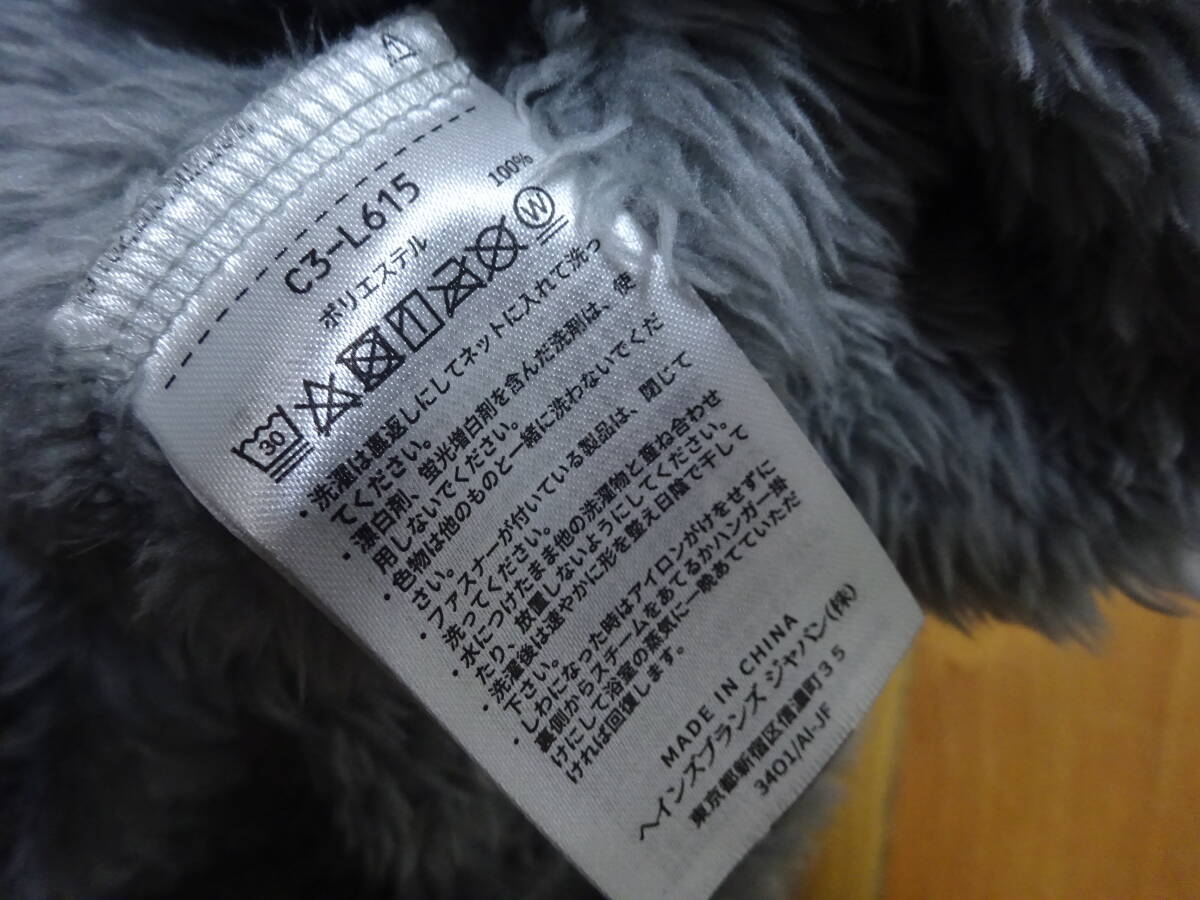 C3-L615
ポリエステル 100%
30 W
・洗濯は裏返しにしてネットに入れて洗っ
てください。
・漂白剤、蛍光増白剤を含んだ洗剤は、使
用しないでください。
・色物は他のものと一緒に洗わないでくだ
さい。
・ファスナーが付いている製品は、閉じて
洗ってください。
・水につけたまま他の洗濯物と重ね合わせ
たり、放置しないようにしてください。
・洗濯後は速やかに形を整え日陰で干して
下さい。
・しわになった時はアイロンがけをせずに
裏側からスチームをあてるかハンガー掛
けにして浴室の蒸気に一晩あてていただ
ければ回復します。
MADE IN CHINA
ヘインズブランズ ジャパン(株)
東京都新宿区信濃町35
3401/AI-JF